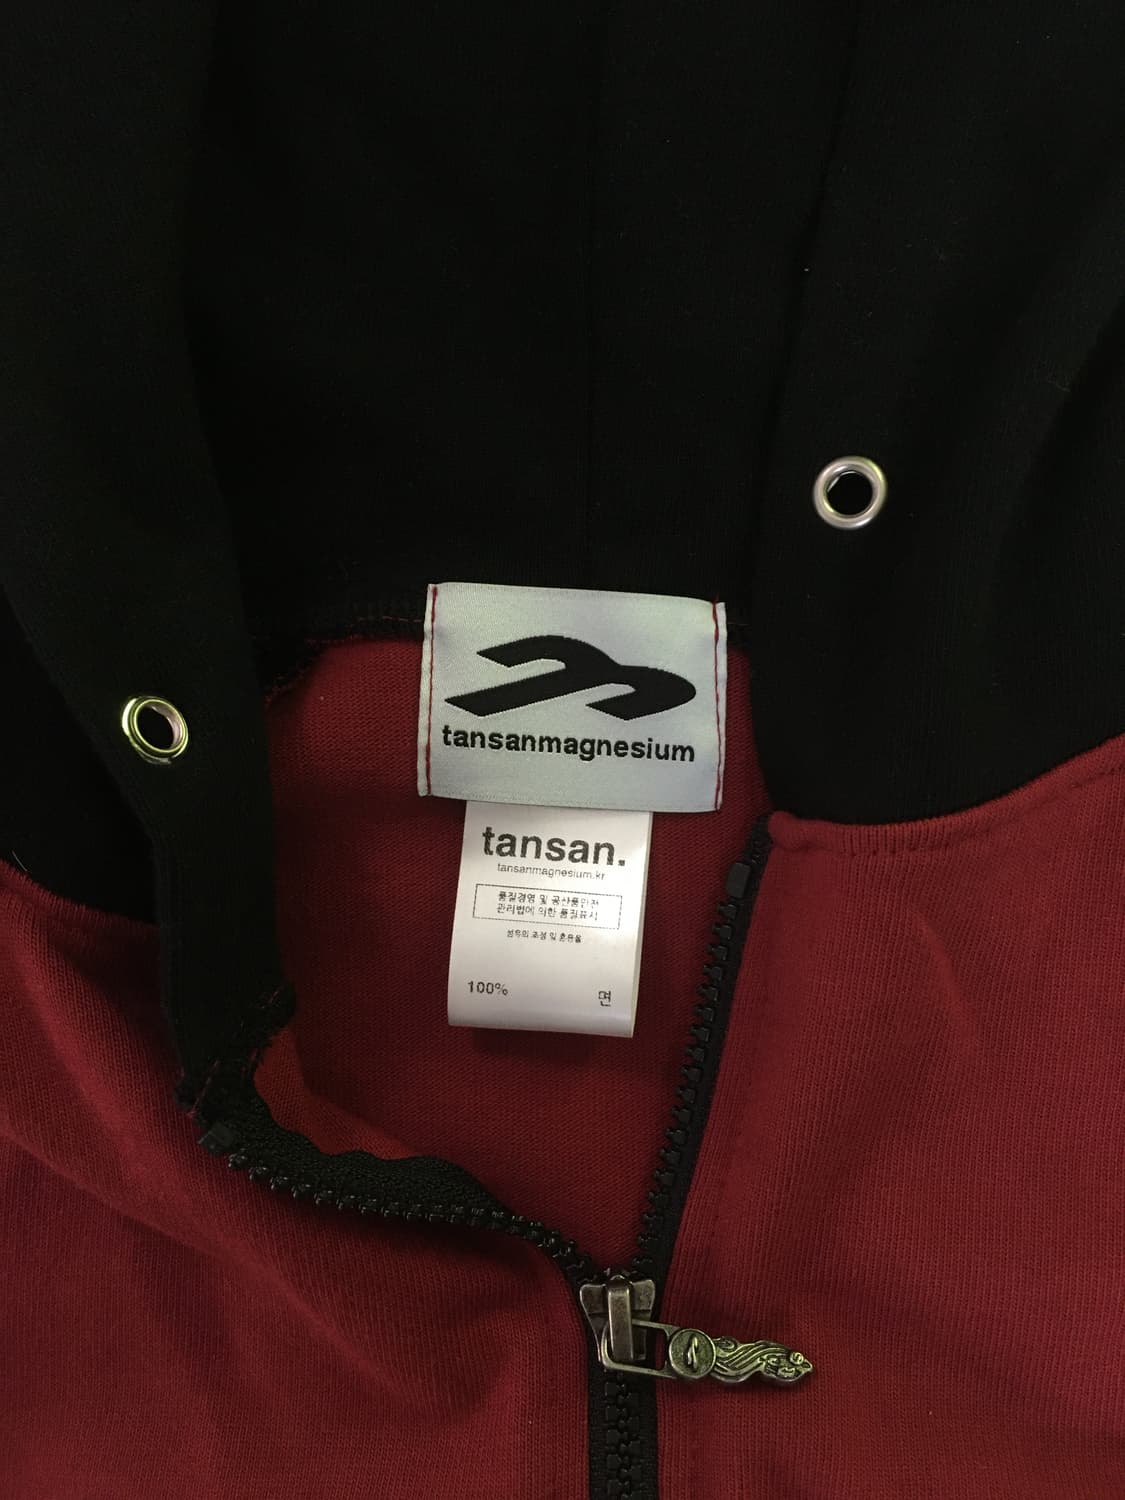 tansanmagnesium
tansan.
tansanmagnesium.kr
품질경영 및 공산품안전
관리법에 의한 품질표시
섬유의 조성 및 혼용율
100% 면